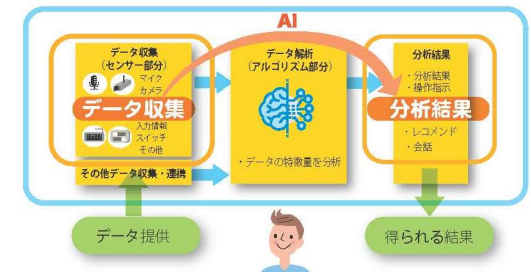 AI
データ収集
（センサー部分）
マイク
カメラ
データ収集
入力情報
スイッチ
その他
その他データ収集・連携
データ解析
（アルゴリズム部分）
・データの特徴量を分析
分析結果
・分析結果
・操作指示
分析結果
・レコメンド
・会話
データ提供
得られる結果